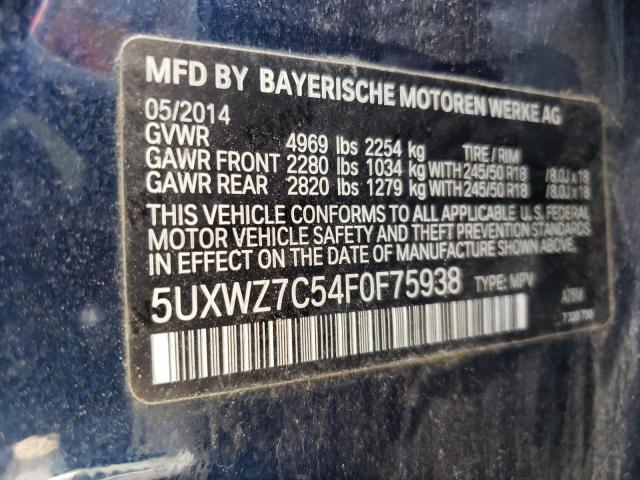 MFD BY BAYERISCHE MOTOREN WERKE AG
05/2014
GVWR 4969 lbs 2254 kg TIRE / RIM
GAWR FRONT 2280 lbs 1034 kg WITH 245/50 R18 /8.0J x 18
GAWR REAR 2820 lbs 1279 kg WITH 245/50 R18 /8.0J x 18
THIS VEHICLE CONFORMS TO ALL APPLICABLE U. S. FEDERAL
MOTOR VEHICLE SAFETY AND THEFT PREVENTION STANDARDS
IN EFFECT ON THE DATE OF MANUFACTURE SHOWN ABOVE.
5UXWZ7C54F0F75938 TYPE: MPV